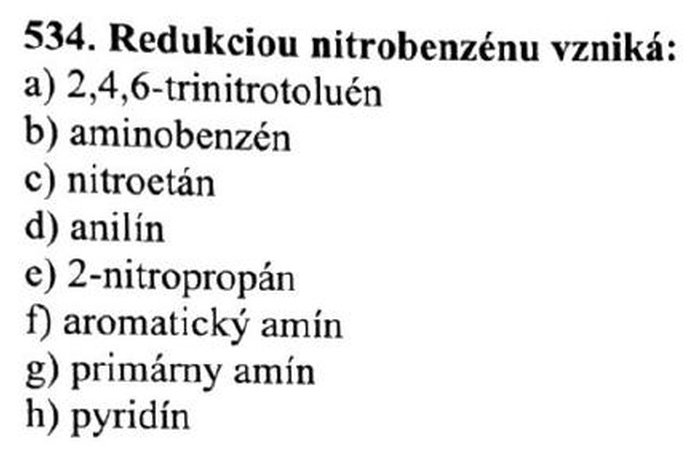 534. Redukciou nitrobenzénu vzniká:
a) 2,4,6-trinitrotoluén
b) aminobenzén
c) nitroetán
d) anilín
e) 2-nitropropán
f) aromatický amín
g) primárny amín
h) pyridín